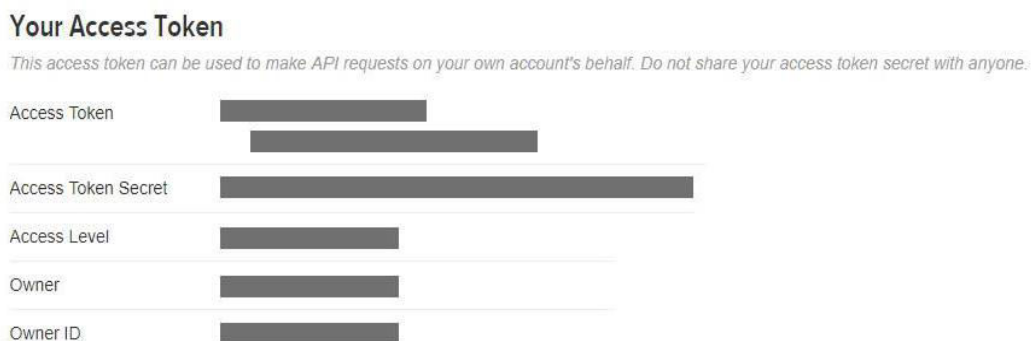 Your Access Token
This access token can be used to make API requests on your own account's behalf. Do not share your access token secret with anyone.
Access Token
Access Token Secret
Access Level
Owner
Owner ID